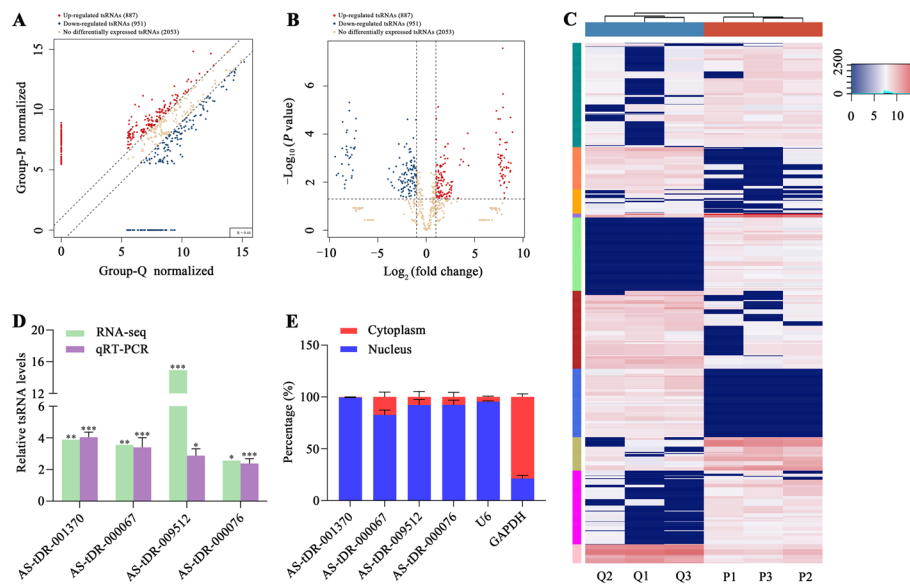 A
Up-regulated tsRNAs (887)
Down-regulated tsRNAs (951)
No differentially expressed tsRNAs (2053)
15
10
5
0
0 5 10 15
Group-P normalized
Group-Q normalized
B
Up-regulated tsRNAs (887)
Down-regulated tsRNAs (951)
No differentially expressed tsRNAs (2053)
7
6
5
4
3
2
1
0
−10 −5 0 5 10
−Log10 (P value)
Log2 (fold change)
C
2500
0
0 5 10
Q2 Q1 Q3 P1 P3 P2
D
RNA-seq
qRT-PCR
20
16
12
6
4
2
0
Relative tsRNA levels
** *** ** *** *** * * ***
AS-tDR-001370
AS-tDR-000067
AS-tDR-009512
AS-tDR-000076
E
Cytoplasm
Nucleus
150
100
50
0
Percentage (%)
AS-tDR-001370
AS-tDR-000067
AS-tDR-009512
AS-tDR-000076
U6
GAPDH